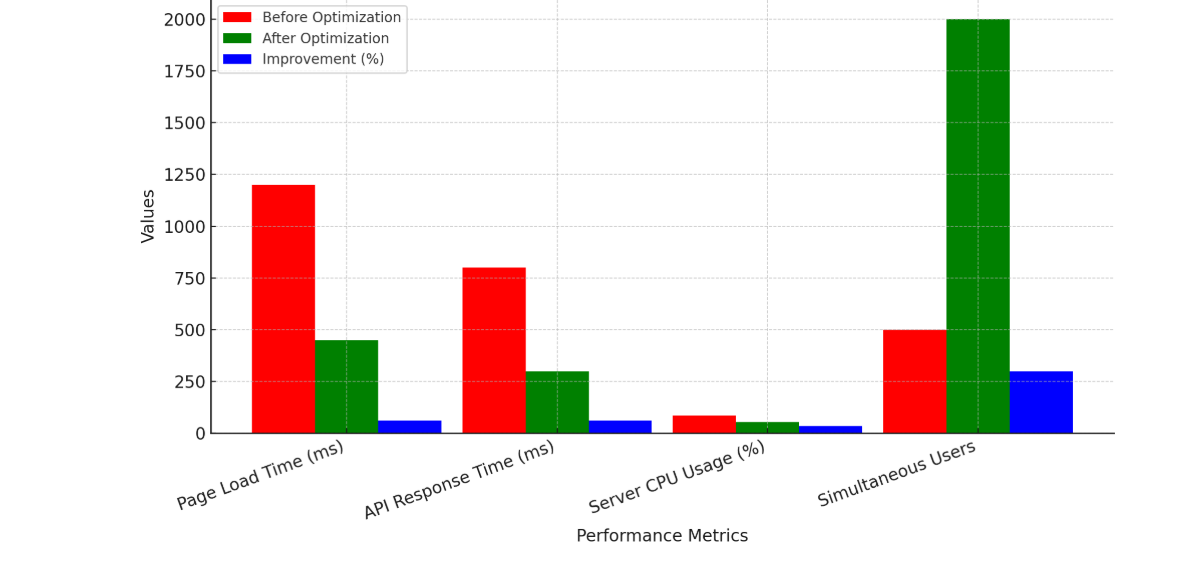 2000
1750
1500
1250
1000
750
500
250
0
Values
Before Optimization
After Optimization
Improvement (%)
Page Load Time (ms)
API Response Time (ms)
Server CPU Usage (%)
Simultaneous Users
Performance Metrics